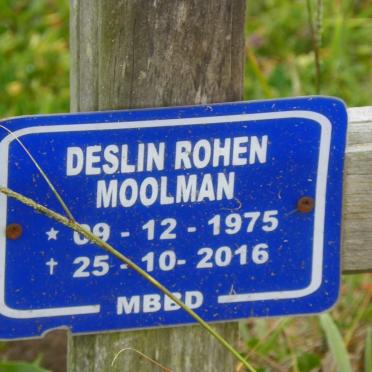 DESLIN ROHEN
MOOLMAN
★ 09 - 12 - 1975
✝ 25 - 10 - 2016
MBBD